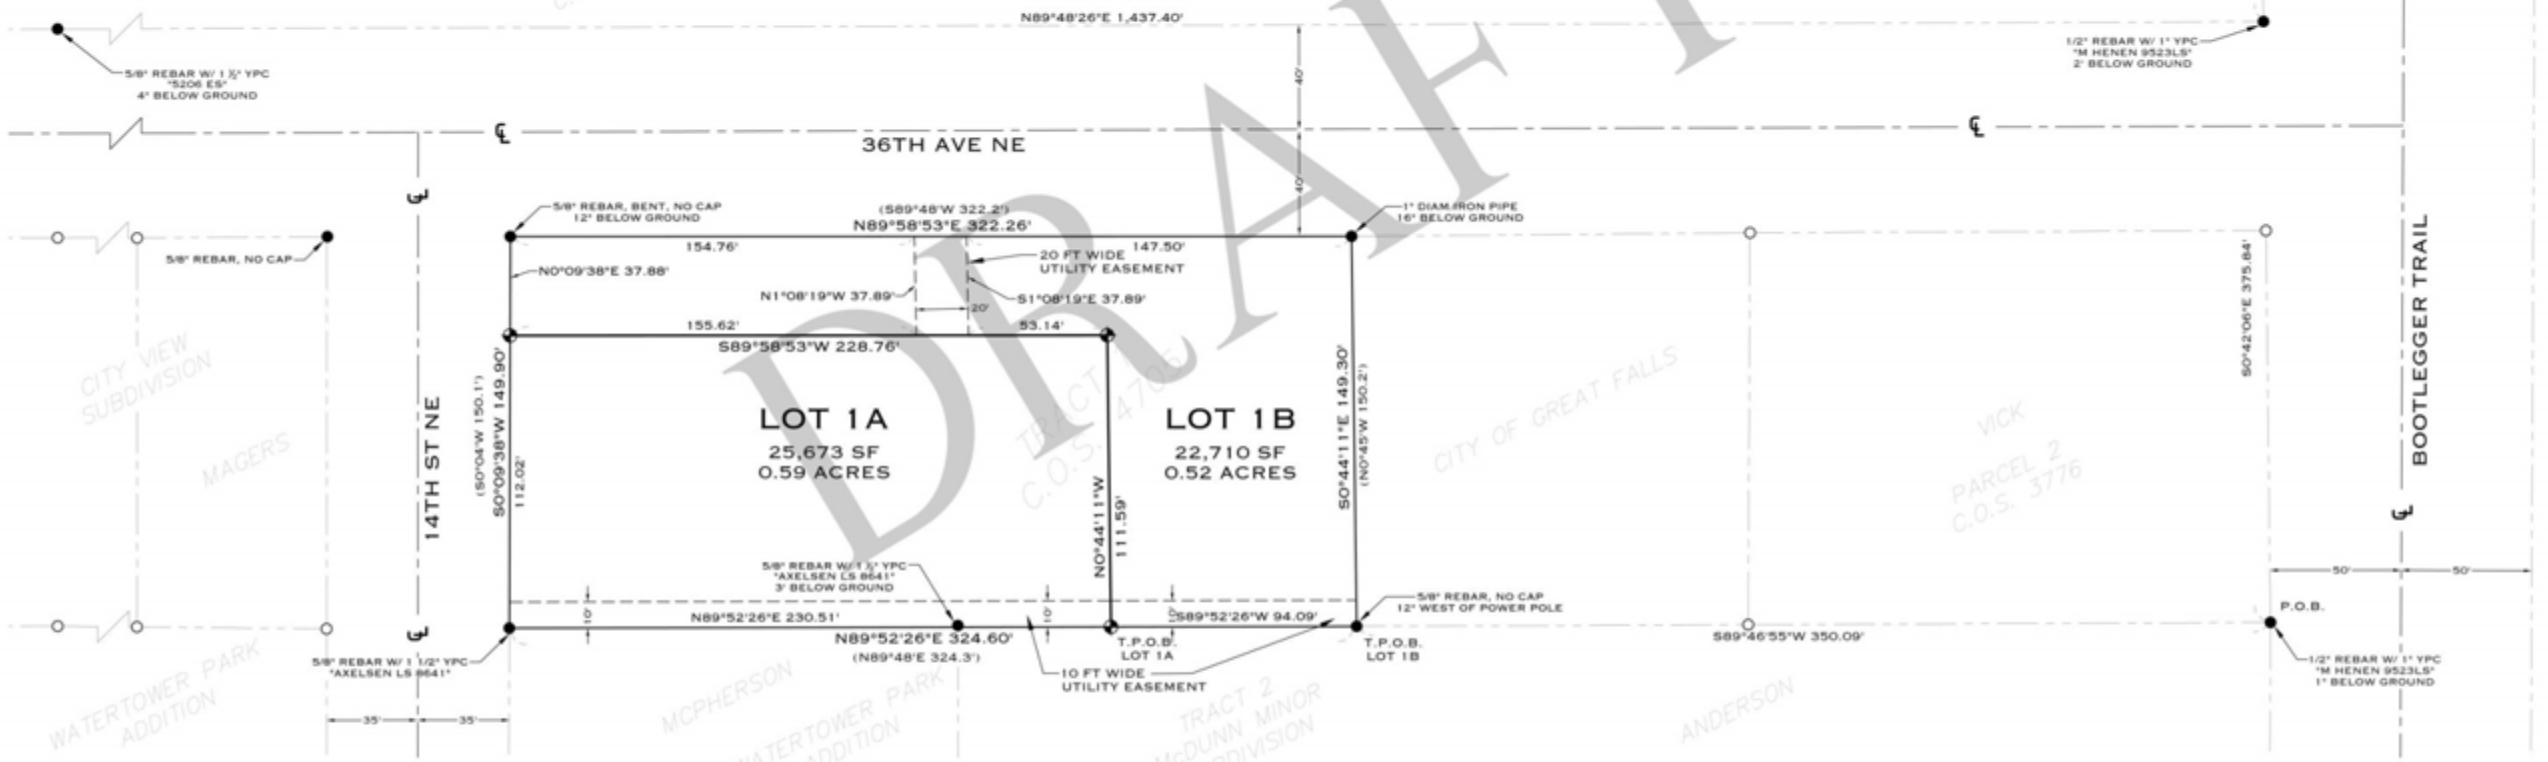 N89°48'26"E 1,437.40'
5/8" REBAR W/ 1 ½" YPC
"5206 ES"
4" BELOW GROUND
1/2" REBAR W/ 1" YPC
"M HENEN 9523LS"
2' BELOW GROUND
40'
36TH AVE NE
40'
DRAFT
5/8" REBAR, NO CAP
5/8" REBAR, BENT, NO CAP
12" BELOW GROUND
(S89°48'W 322.2')
N89°58'53"E 322.26'
154.76'
147.50'
1" DIAM IRON PIPE
16" BELOW GROUND
N0°09'38"E 37.88'
20 FT WIDE
UTILITY EASEMENT
N1°08'19"W 37.89'
S1°08'19"E 37.89'
20'
155.62'
53.14'
S89°58'53"W 228.76'
CITY VIEW
SUBDIVISION
MAGERS
14TH ST NE
(S0°04'W 150.1')
S0°09'38"W 149.90'
112.02'
LOT 1A
25,673 SF
0.59 ACRES
TRACT
C.O.S. 4705
N0°44'11"W
111.59'
LOT 1B
22,710 SF
0.52 ACRES
S0°44'11"E 149.30'
(N0°45'W 150.2')
CITY OF GREAT FALLS
VICK
PARCEL 2
C.O.S. 3776
S0°42'06"E 375.84'
BOOTLEGGER TRAIL
5/8" REBAR W/ 1 ½" YPC
"AXELSEN LS 8641"
3' BELOW GROUND
10'
N89°52'26"E 230.51'
10'
10'
S89°52'26"W 94.09'
5/8" REBAR, NO CAP
12" WEST OF POWER POLE
N89°52'26"E 324.60'
(N89°48'E 324.3')
T.P.O.B.
LOT 1A
T.P.O.B.
LOT 1B
S89°46'55"W 350.09'
50'
50'
P.O.B.
1/2" REBAR W/ 1" YPC
"M HENEN 9523LS"
1" BELOW GROUND
5/8" REBAR W/ 1 1/2" YPC
"AXELSEN LS 8641"
10 FT WIDE
UTILITY EASEMENT
WATERTOWER PARK
ADDITION
35'
35'
MCPHERSON
WATERTOWER PARK
ADDITION
TRACT 2
McDUNN MINOR
ANDERSON